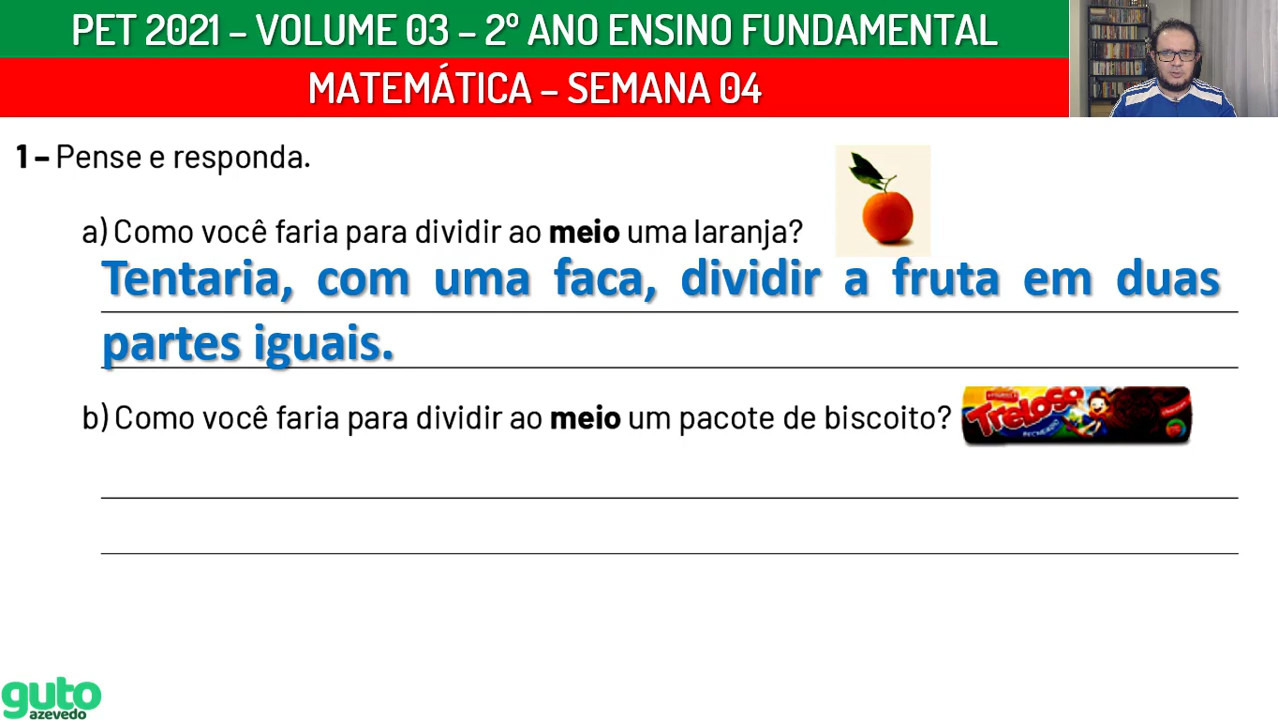 PET 2021 – VOLUME 03 – 2º ANO ENSINO FUNDAMENTAL
MATEMÁTICA – SEMANA 04
1 – Pense e responda.
a) Como você faria para dividir ao meio uma laranja?
Tentaria, com uma faca, dividir a fruta em duas
partes iguais.
b) Como você faria para dividir ao meio um pacote de biscoito?
Treloso
RECHEADO
guto
azevedo